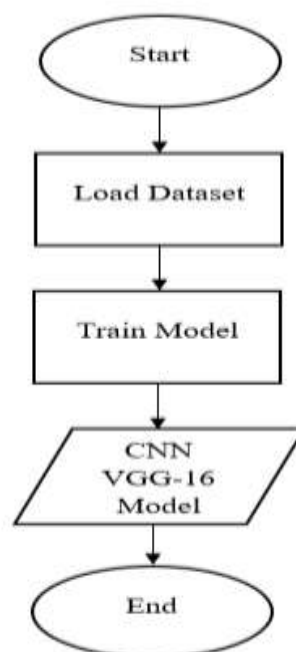 Start
Load Dataset
Train Model
CNN
VGG-16
Model
End